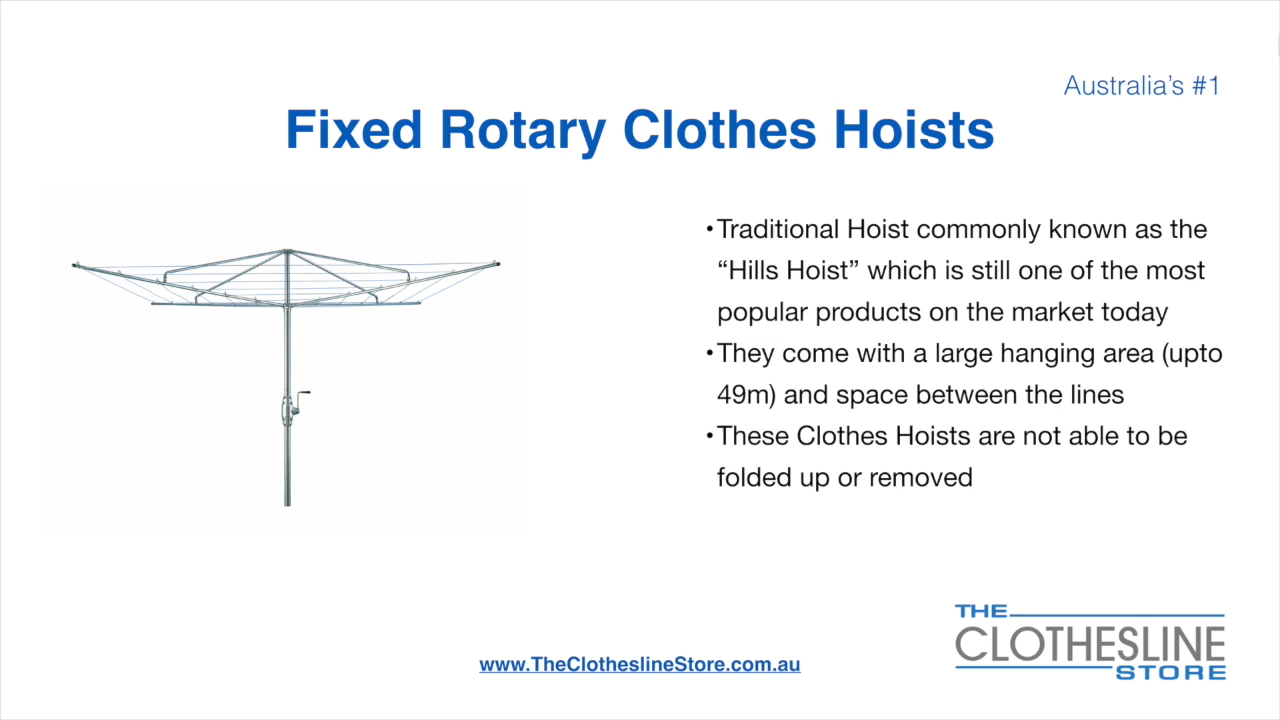 Australia’s #1
Fixed Rotary Clothes Hoists
•Traditional Hoist commonly known as the
“Hills Hoist” which is still one of the most
popular products on the market today
•They come with a large hanging area (upto
49m) and space between the lines
•These Clothes Hoists are not able to be
folded up or removed
THE
CLOTHESLINE
STORE
www.TheClotheslineStore.com.au